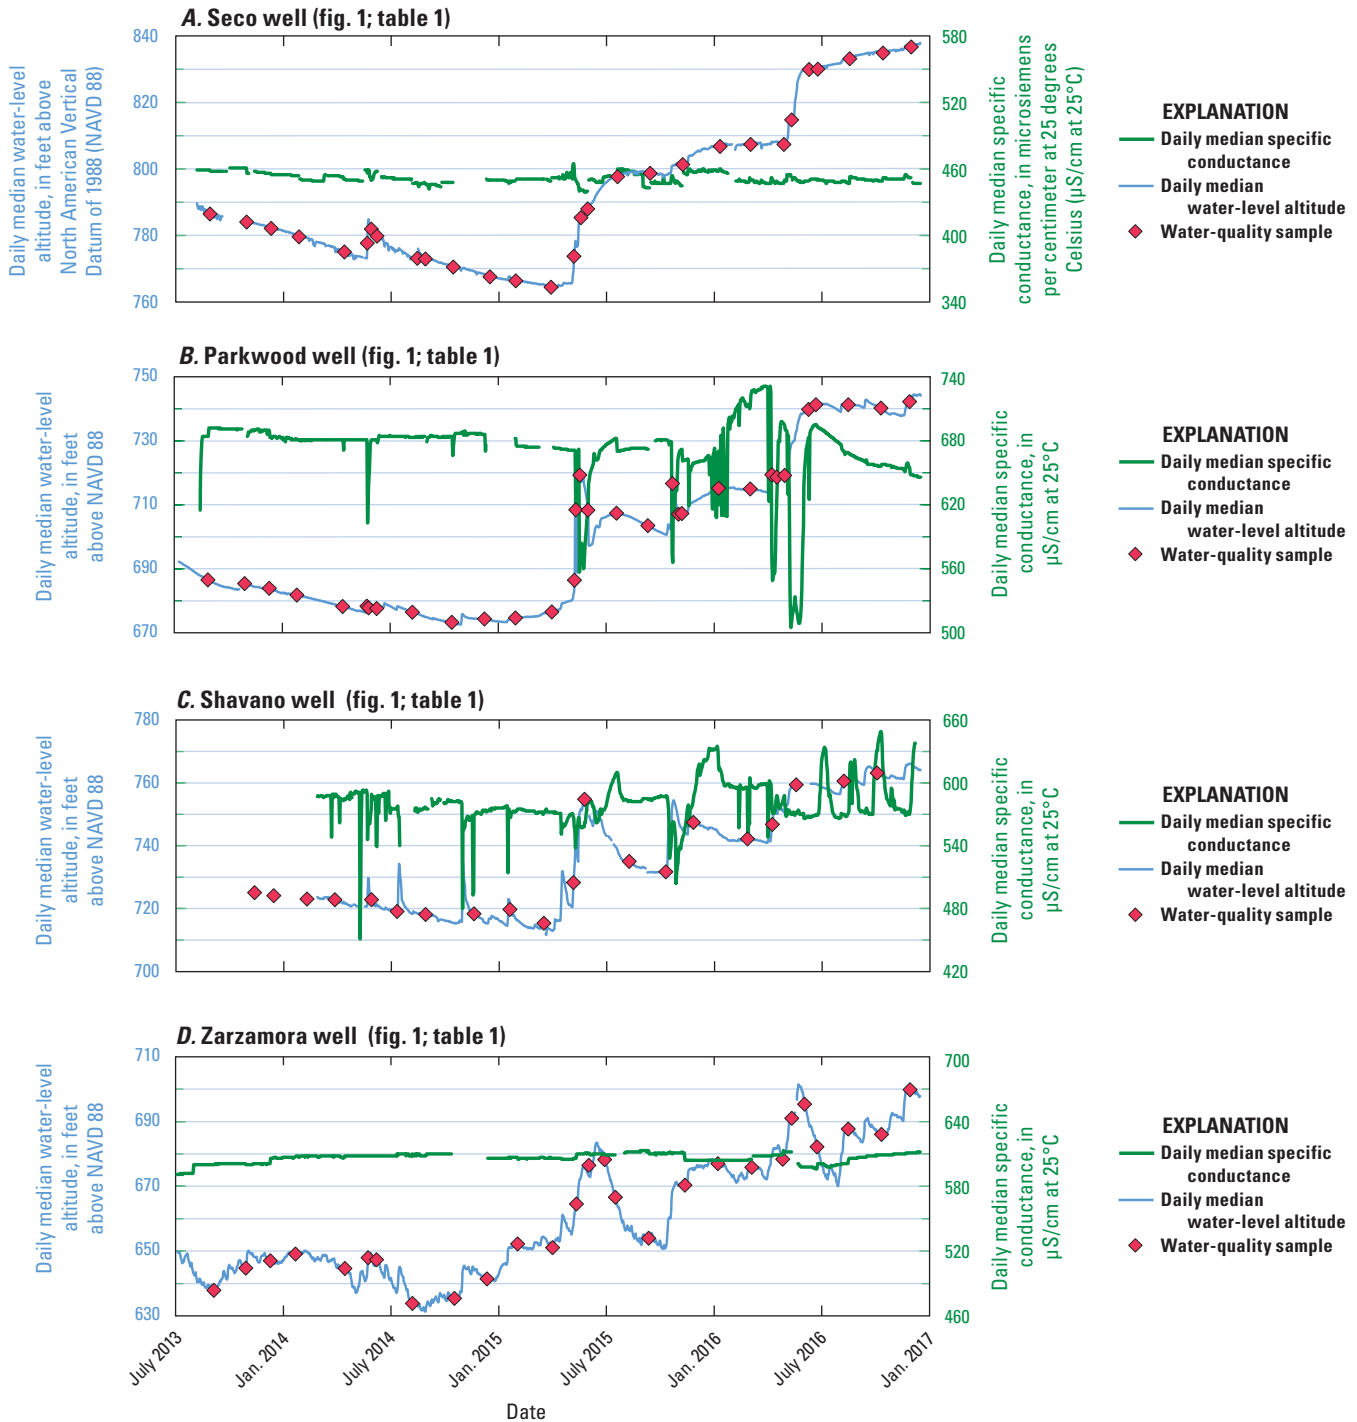 A. Seco well (fig. 1; table 1)
Daily median water-level
altitude, in feet above
North American Vertical
Datum of 1988 (NAVD 88)
840
820
800
780
760
580
520
460
400
340
Daily median specific
conductance, in microsiemens
per centimeter at 25 degrees
Celsius (µS/cm at 25°C)
EXPLANATION
Daily median specific
conductance
Daily median
water-level altitude
Water-quality sample
B. Parkwood well (fig. 1; table 1)
Daily median water-level
altitude, in feet
above NAVD 88
750
730
710
690
670
740
680
620
560
500
Daily median specific
conductance, in
µS/cm at 25°C
EXPLANATION
Daily median specific
conductance
Daily median
water-level altitude
Water-quality sample
C. Shavano well (fig. 1; table 1)
Daily median water-level
altitude, in feet
above NAVD 88
780
760
740
720
700
660
600
540
480
420
Daily median specific
conductance, in
µS/cm at 25°C
EXPLANATION
Daily median specific
conductance
Daily median
water-level altitude
Water-quality sample
D. Zarzamora well (fig. 1; table 1)
Daily median water-level
altitude, in feet
above NAVD 88
710
690
670
650
630
700
640
580
520
460
Daily median specific
conductance, in
µS/cm at 25°C
EXPLANATION
Daily median specific
conductance
Daily median
water-level altitude
Water-quality sample
July 2013
Jan. 2014
July 2014
Jan. 2015
July 2015
Jan. 2016
July 2016
Jan. 2017
Date